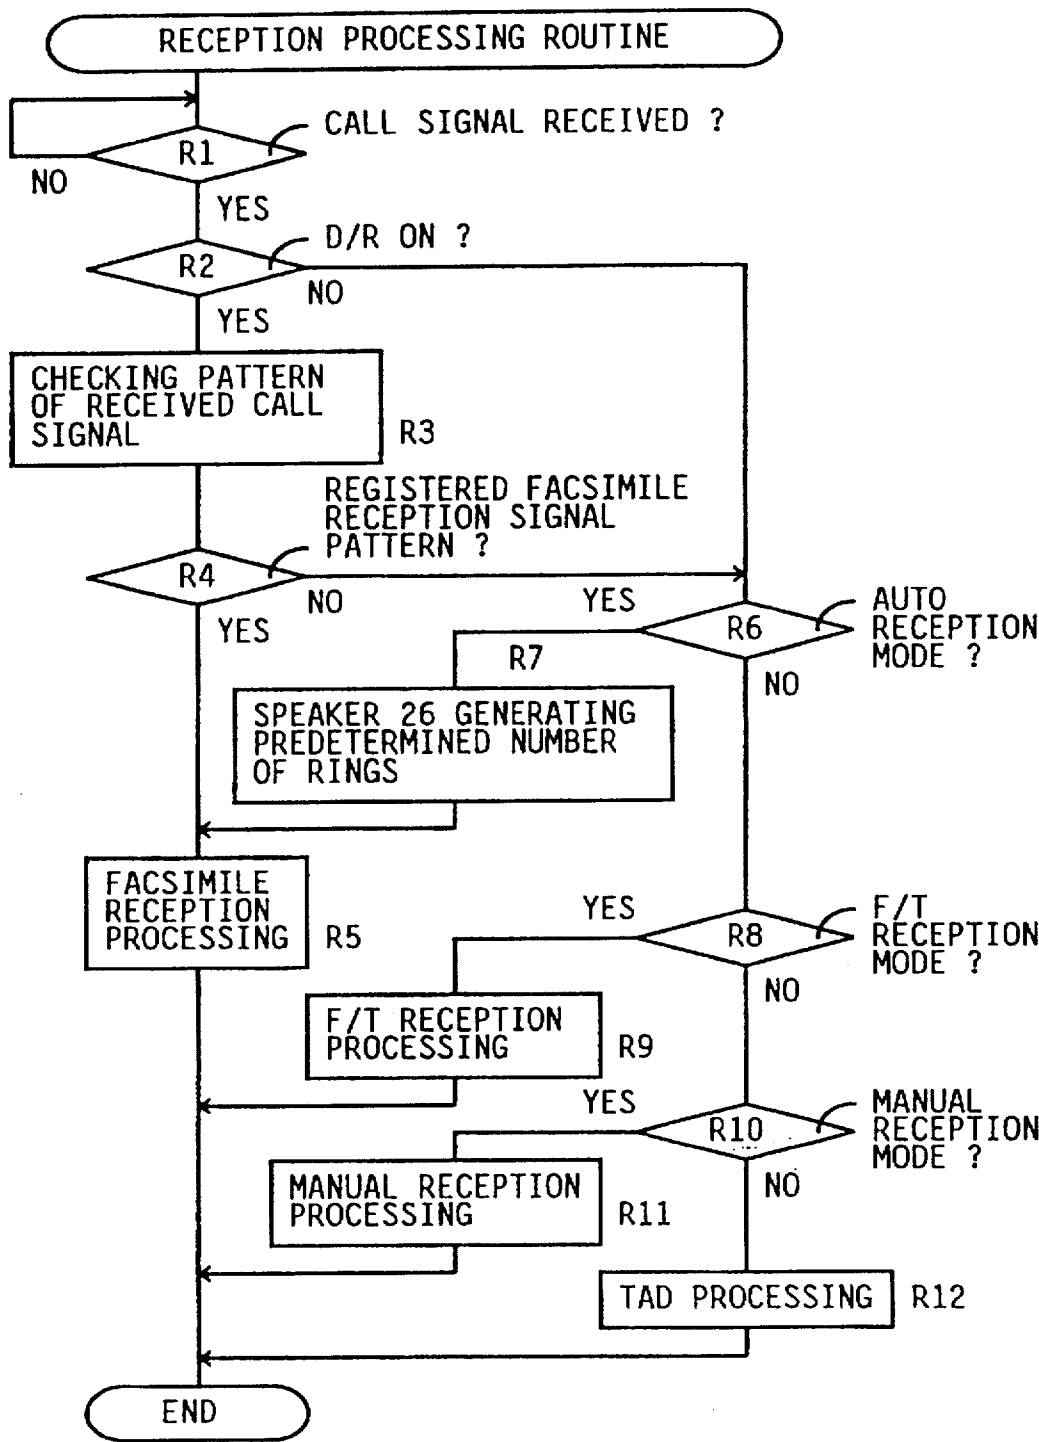 RECEPTION PROCESSING ROUTINE
CALL SIGNAL RECEIVED ?
R1
NO
YES
D/R ON ?
R2
NO
YES
CHECKING PATTERN
OF RECEIVED CALL
SIGNAL
R3
REGISTERED FACSIMILE
RECEPTION SIGNAL
PATTERN ?
R4
NO
YES
YES
R6
AUTO
RECEPTION
MODE ?
NO
R7
SPEAKER 26 GENERATING
PREDETERMINED NUMBER
OF RINGS
FACSIMILE
RECEPTION
PROCESSING
R5
YES
R8
F/T
RECEPTION
MODE ?
NO
F/T RECEPTION
PROCESSING
R9
YES
R10
MANUAL
RECEPTION
MODE ?
NO
MANUAL RECEPTION
PROCESSING
R11
TAD PROCESSING
R12
END